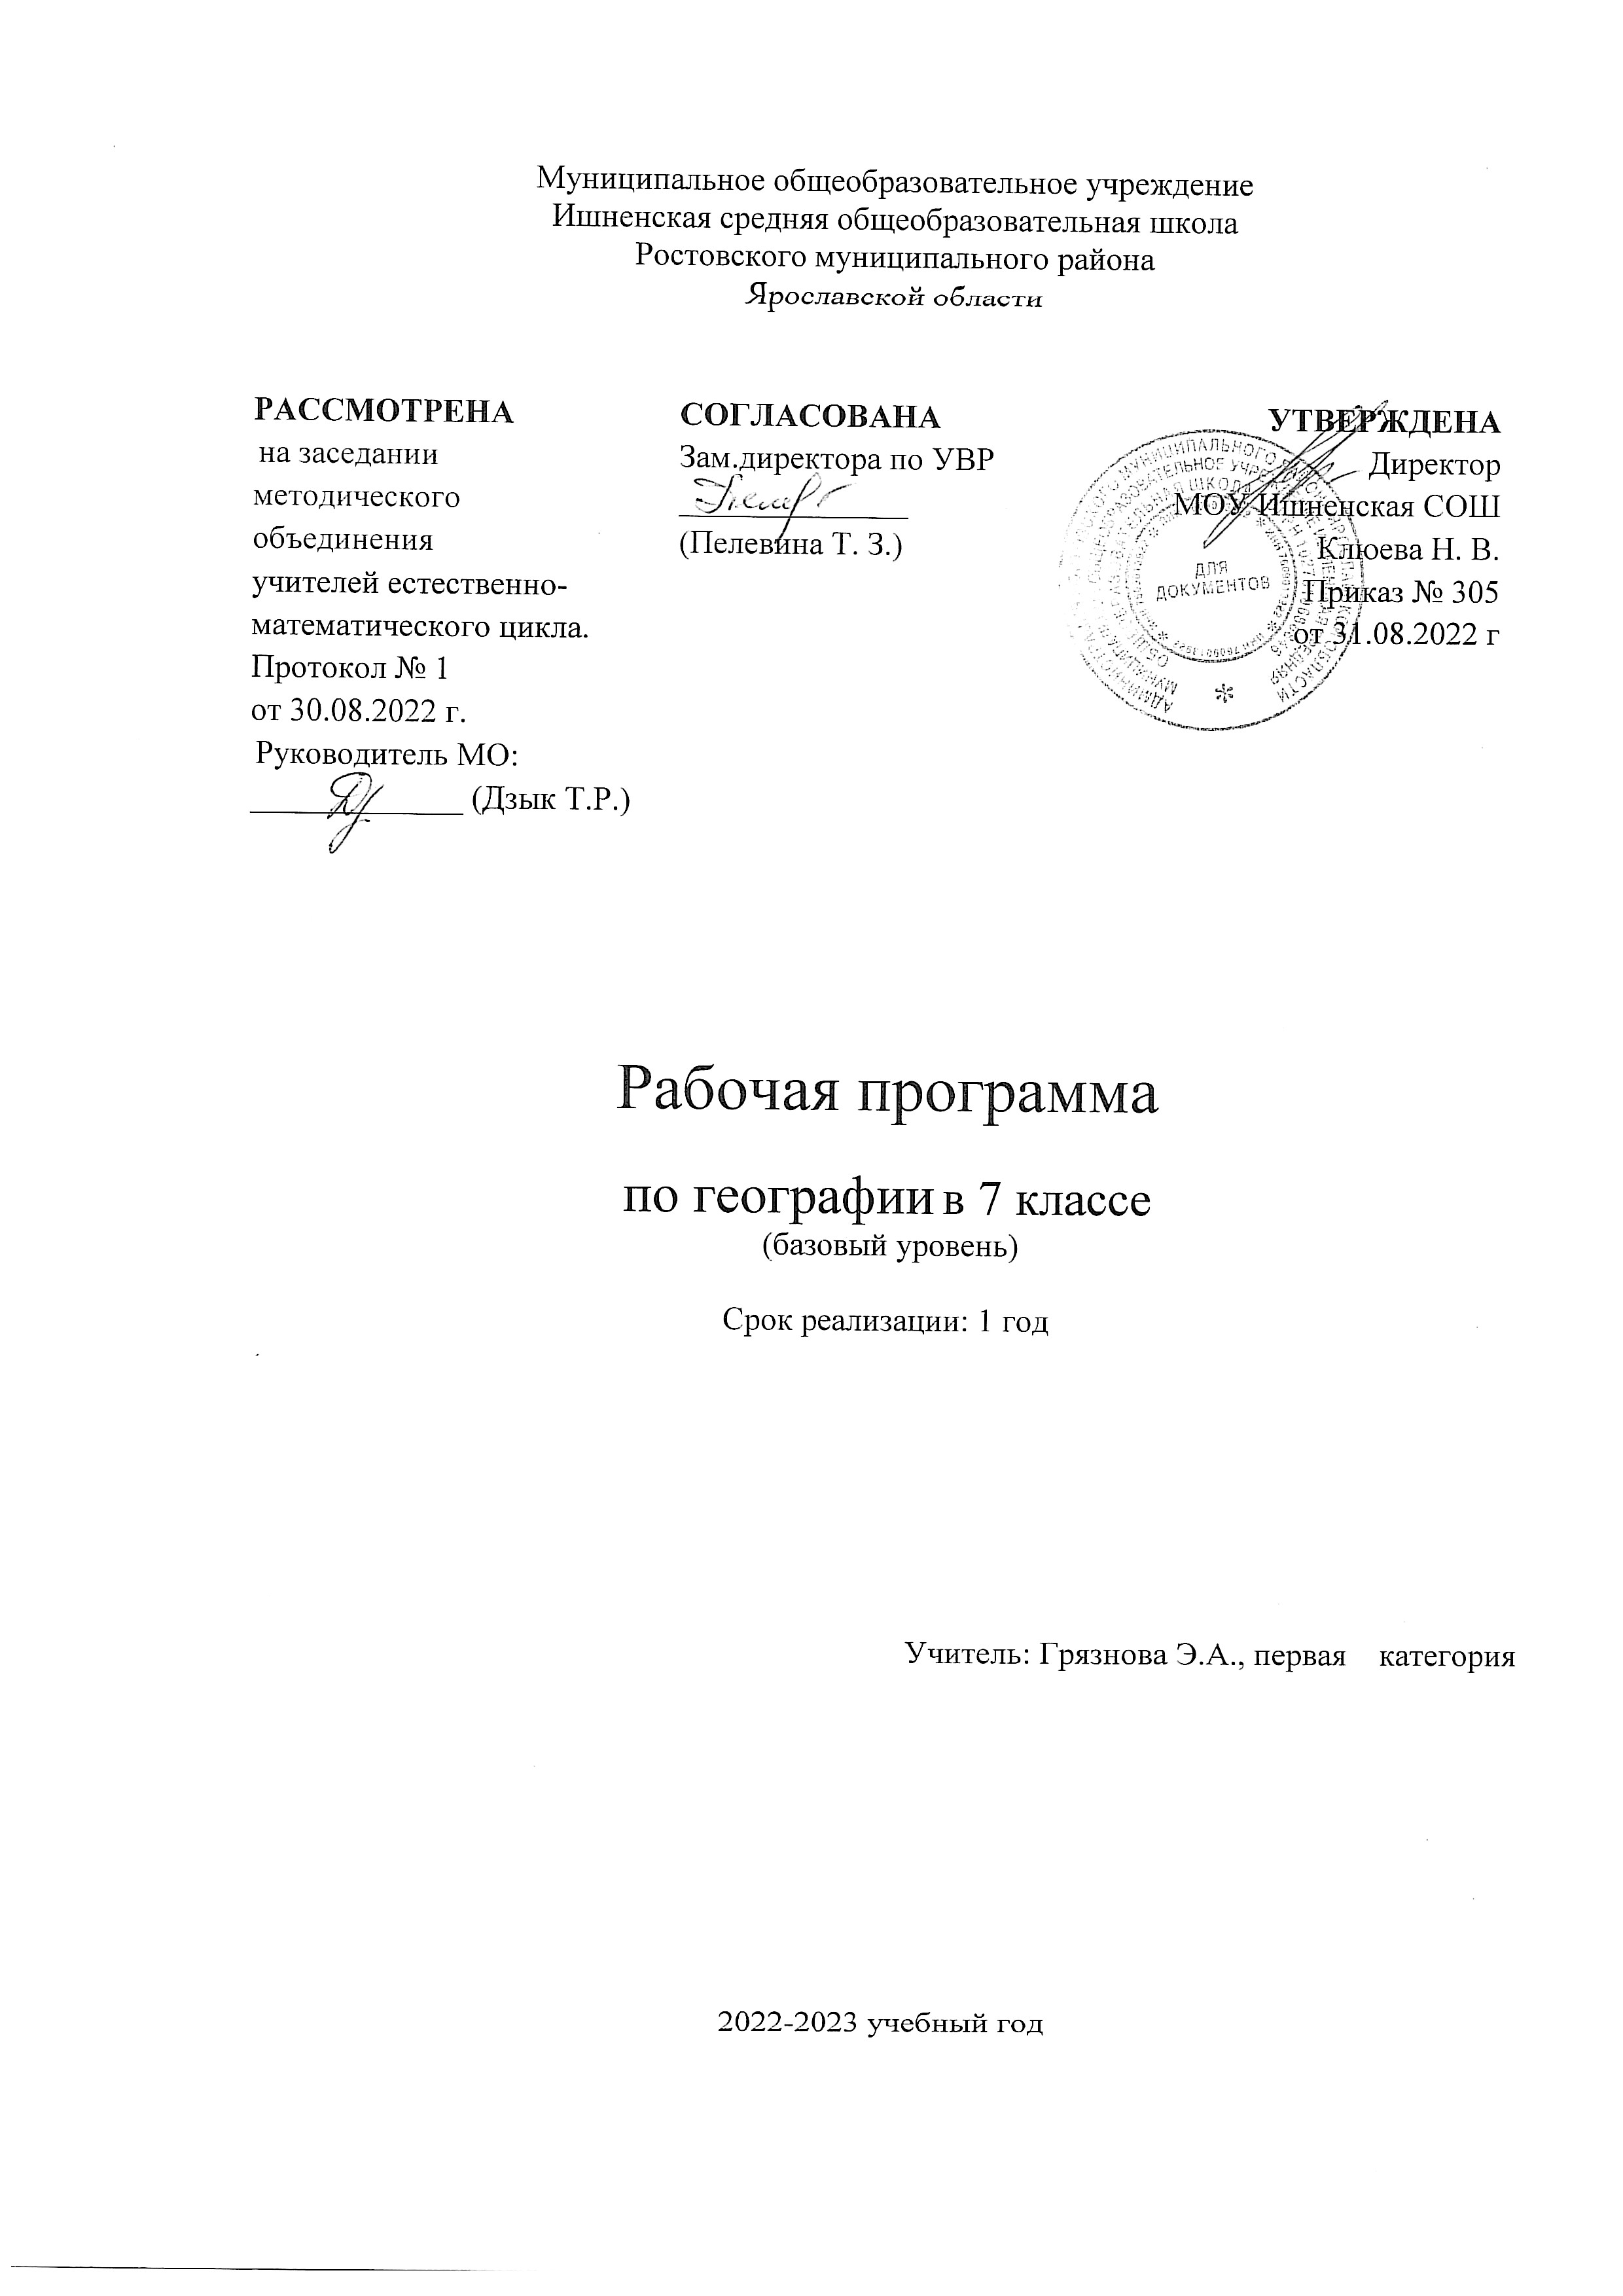 Муниципальное общеобразовательное учреждение
Ишненская средняя общеобразовательная школа
Ростовского муниципального района
Ярославской области
РАССМОТРЕНА
на заседании
методического
объединения
учителей естественно-
математического цикла.
Протокол № 1
от 30.08.2022 г.
Руководитель МО:
(Дзык Т.Р.)
СОГЛАСОВАНА
Зам.директора по УВР
(Пелевина Т. З.)
УТВЕРЖДЕНА
Директор
МОУ Ишненская СОШ
Клюева Н. В.
Приказ № 305
от 31.08.2022 г
ДЛЯ
ДОКУМЕНТОВ
Рабочая программа
по географии в 7 классе
(базовый уровень)
Срок реализации: 1 год
Учитель: Грязнова Э.А., первая категория
2022-2023 учебный год